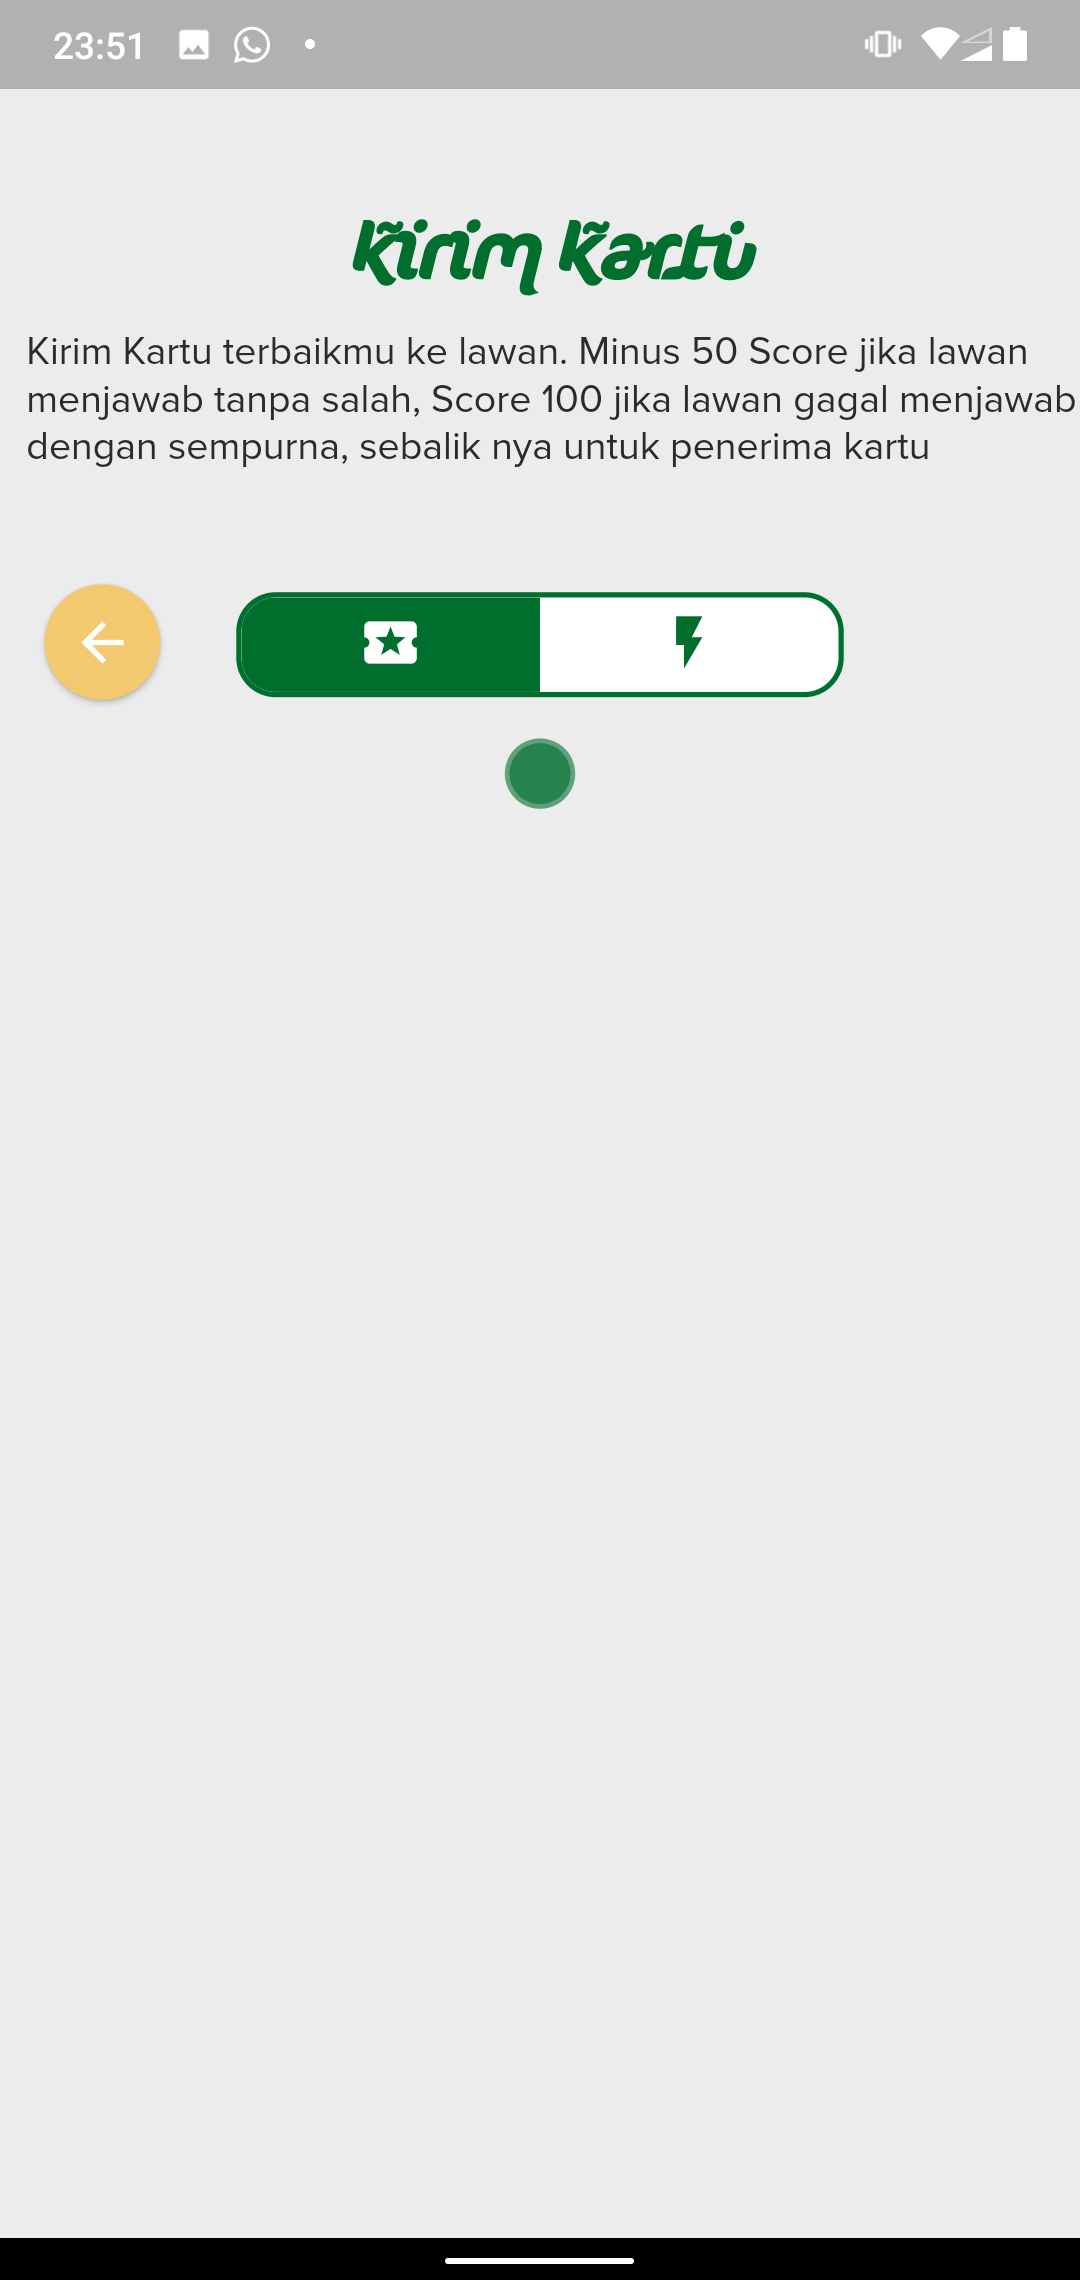 23:51
Kirim Kartu
Kirim Kartu terbaikmu ke lawan. Minus 50 Score jika lawan
menjawab tanpa salah, Score 100 jika lawan gagal menjawab
dengan sempurna, sebalik nya untuk penerima kartu